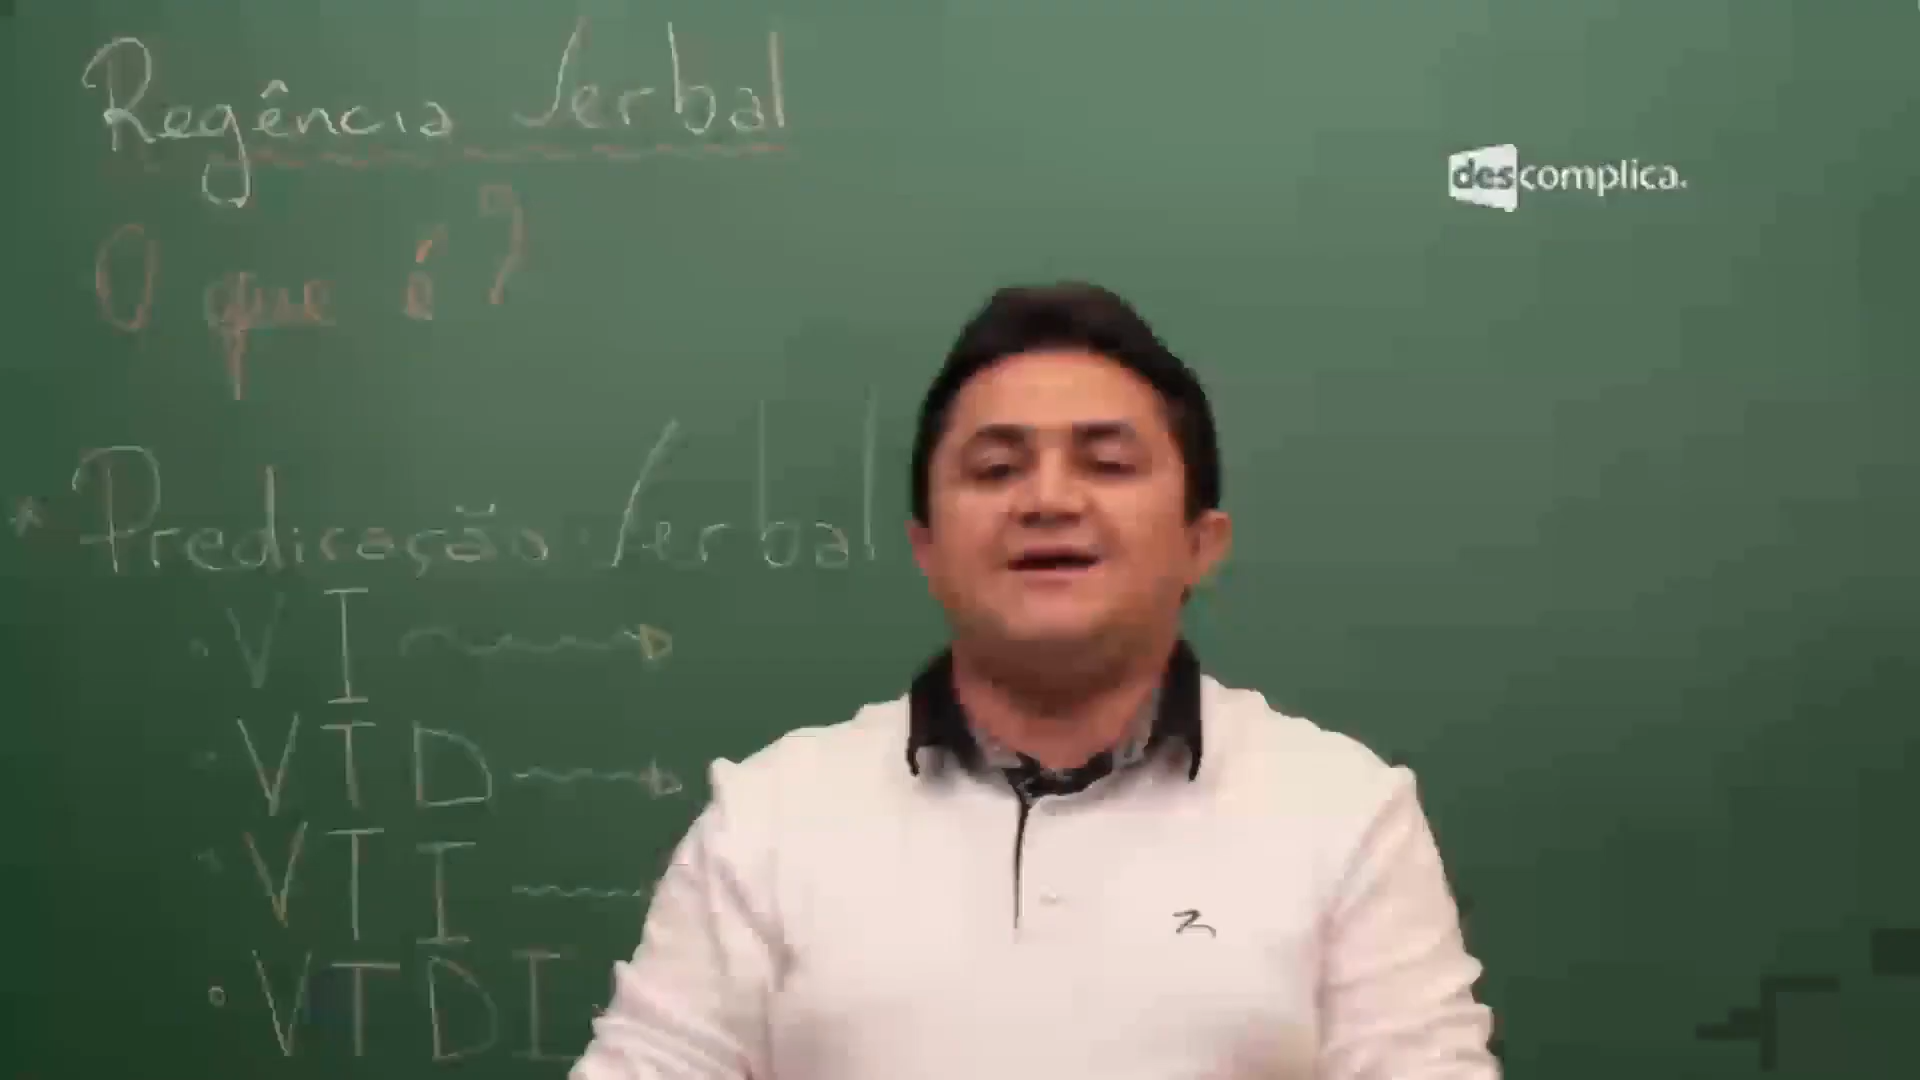 Regência Verbal
descomplica.
O que é?
* Predicação Verbal
• VI
• VTD
• VTI
• VTDI